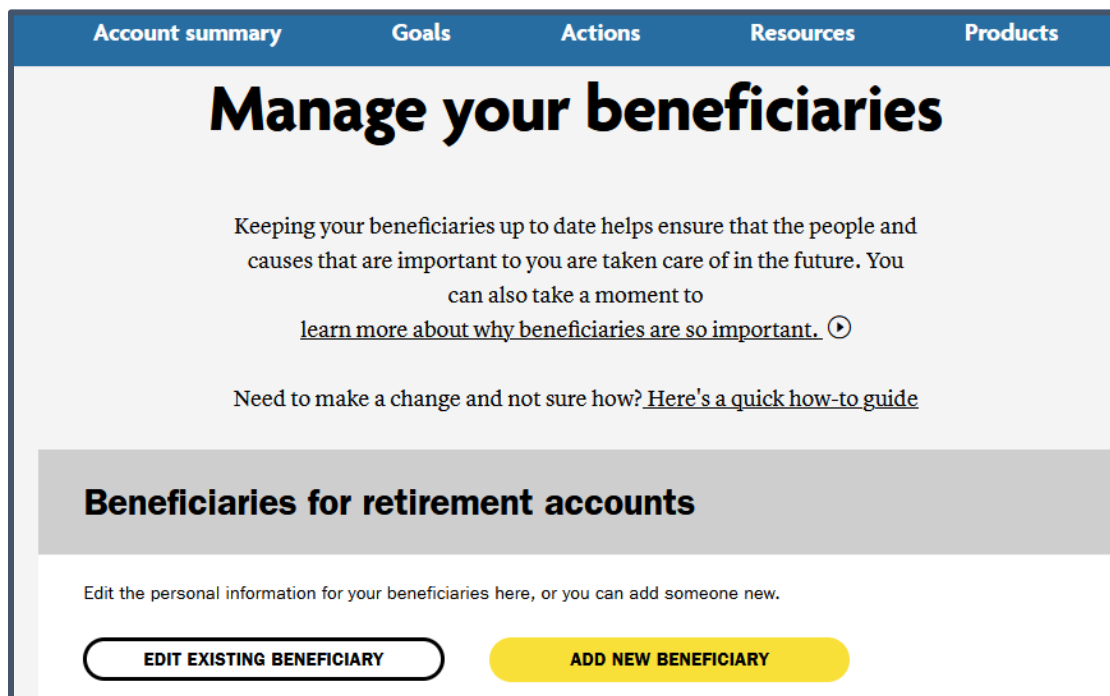 Account summary Goals Actions Resources Products
Manage your beneficiaries
Keeping your beneficiaries up to date helps ensure that the people and
causes that are important to you are taken care of in the future. You
can also take a moment to
learn more about why beneficiaries are so important.
Need to make a change and not sure how? Here's a quick how-to guide
Beneficiaries for retirement accounts
Edit the personal information for your beneficiaries here, or you can add someone new.
EDIT EXISTING BENEFICIARY ADD NEW BENEFICIARY